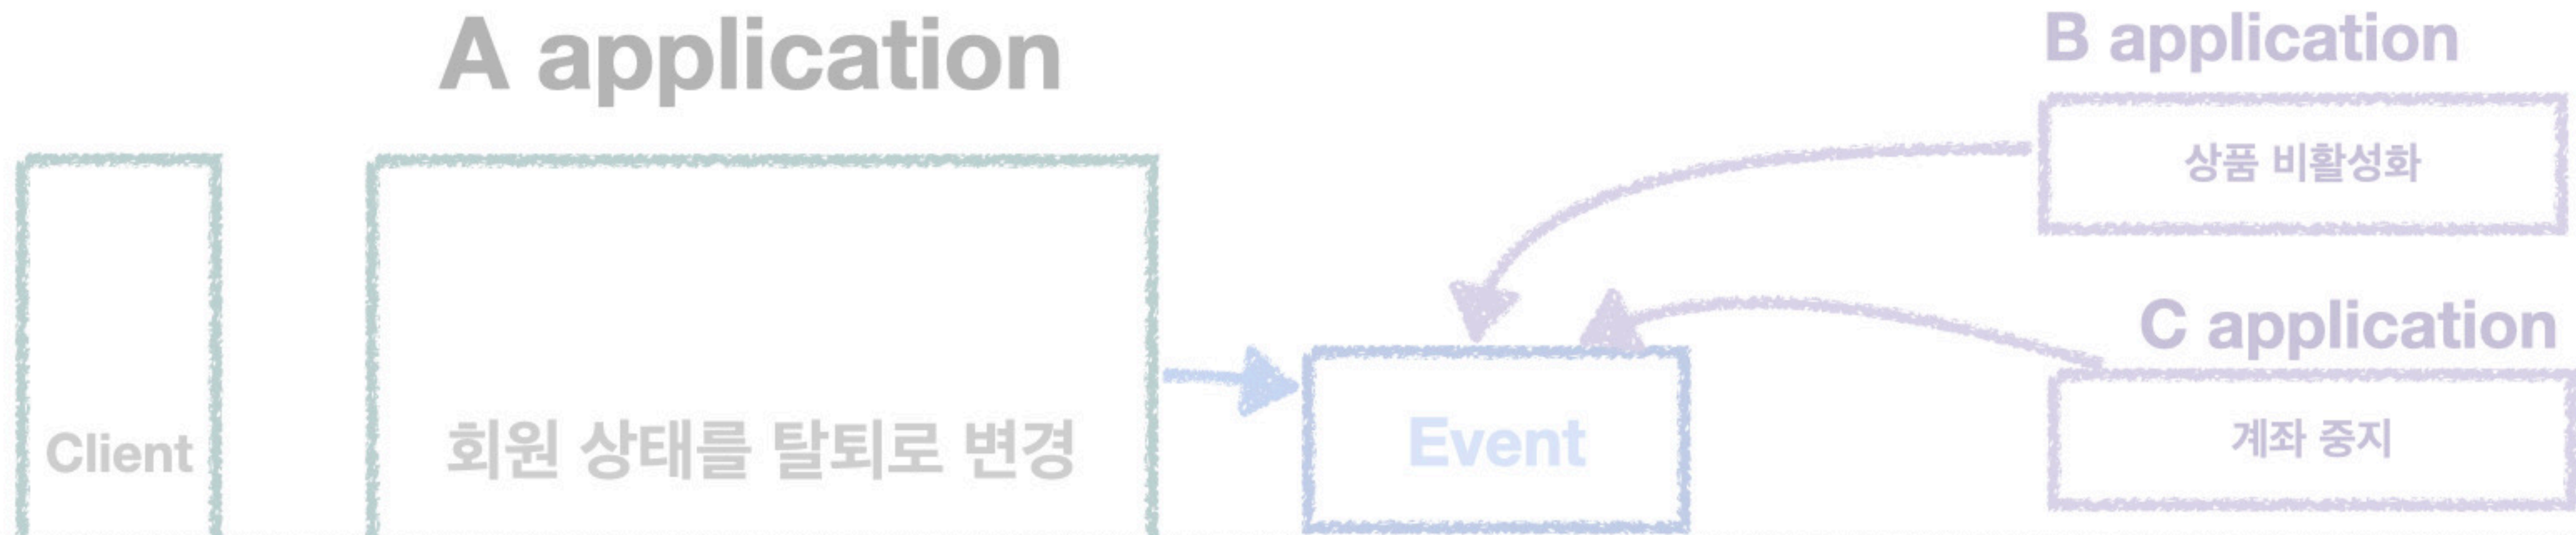 A application
B application
상품 비활성화
C application
Client
회원 상태를 탈퇴로 변경
Event
계좌 중지